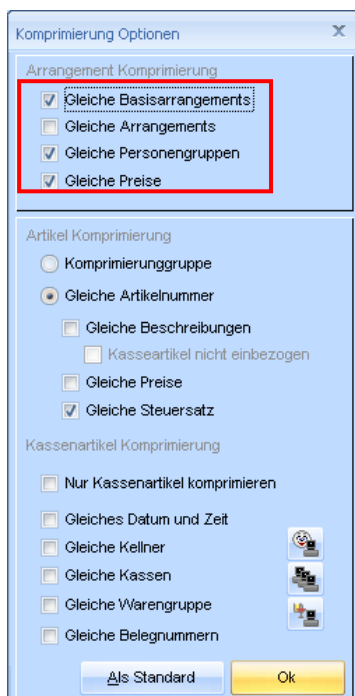 Komprimierung Optionen
Arrangement Komprimierung
Gleiche Basisarrangements
Gleiche Arrangements
Gleiche Personengruppen
Gleiche Preise
Artikel Komprimierung
Komprimierunggruppe
Gleiche Artikelnummer
Gleiche Beschreibungen
Kasseartikel nicht einbezogen
Gleiche Preise
Gleiche Steuersatz
Kassenartikel Komprimierung
Nur Kassenartikel komprimieren
Gleiches Datum und Zeit
Gleiche Kellner
Gleiche Kassen
Gleiche Warengruppe
Gleiche Belegnummern
Als Standard Ok